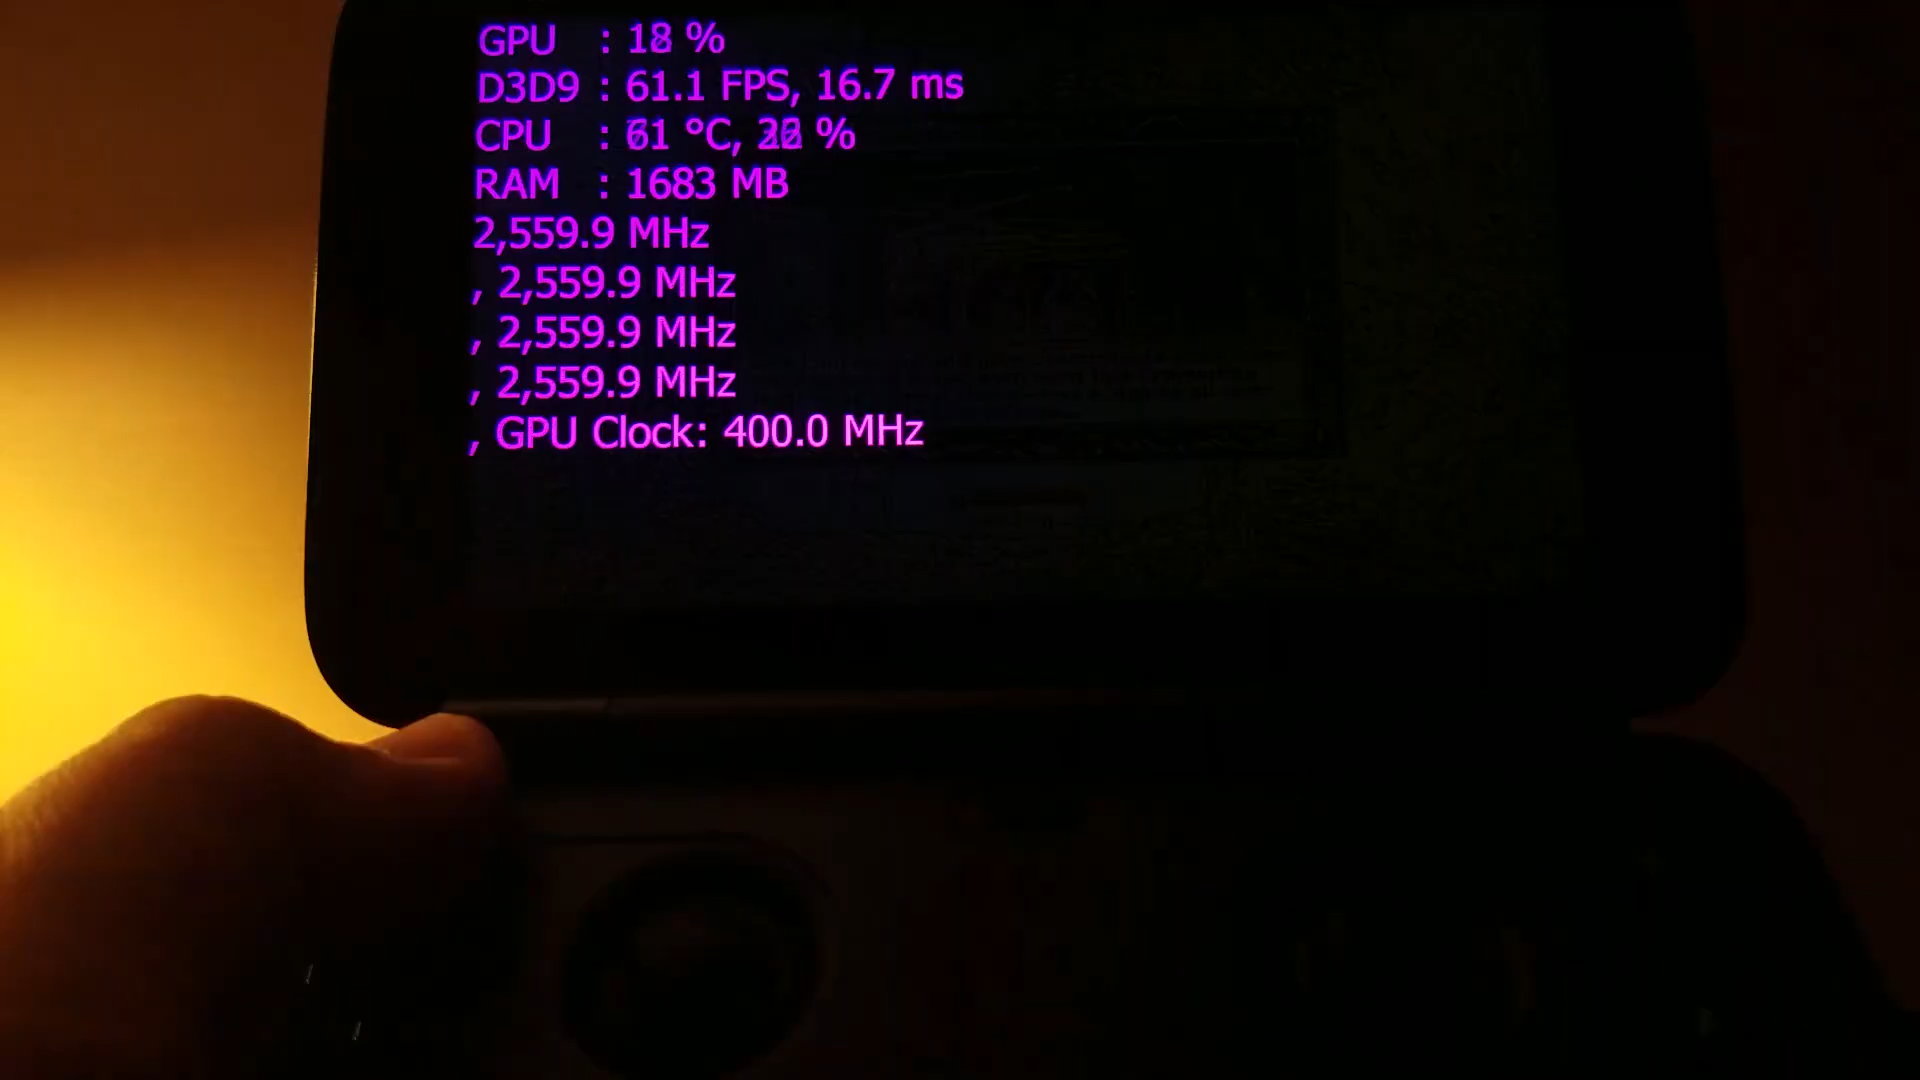 GPU : 18 %
D3D9 : 61.1 FPS, 16.7 ms
CPU : 61 °C, %
RAM : 1683 MB
2,559.9 MHz
, 2,559.9 MHz
, 2,559.9 MHz
, 2,559.9 MHz
, GPU Clock: 400.0 MHz